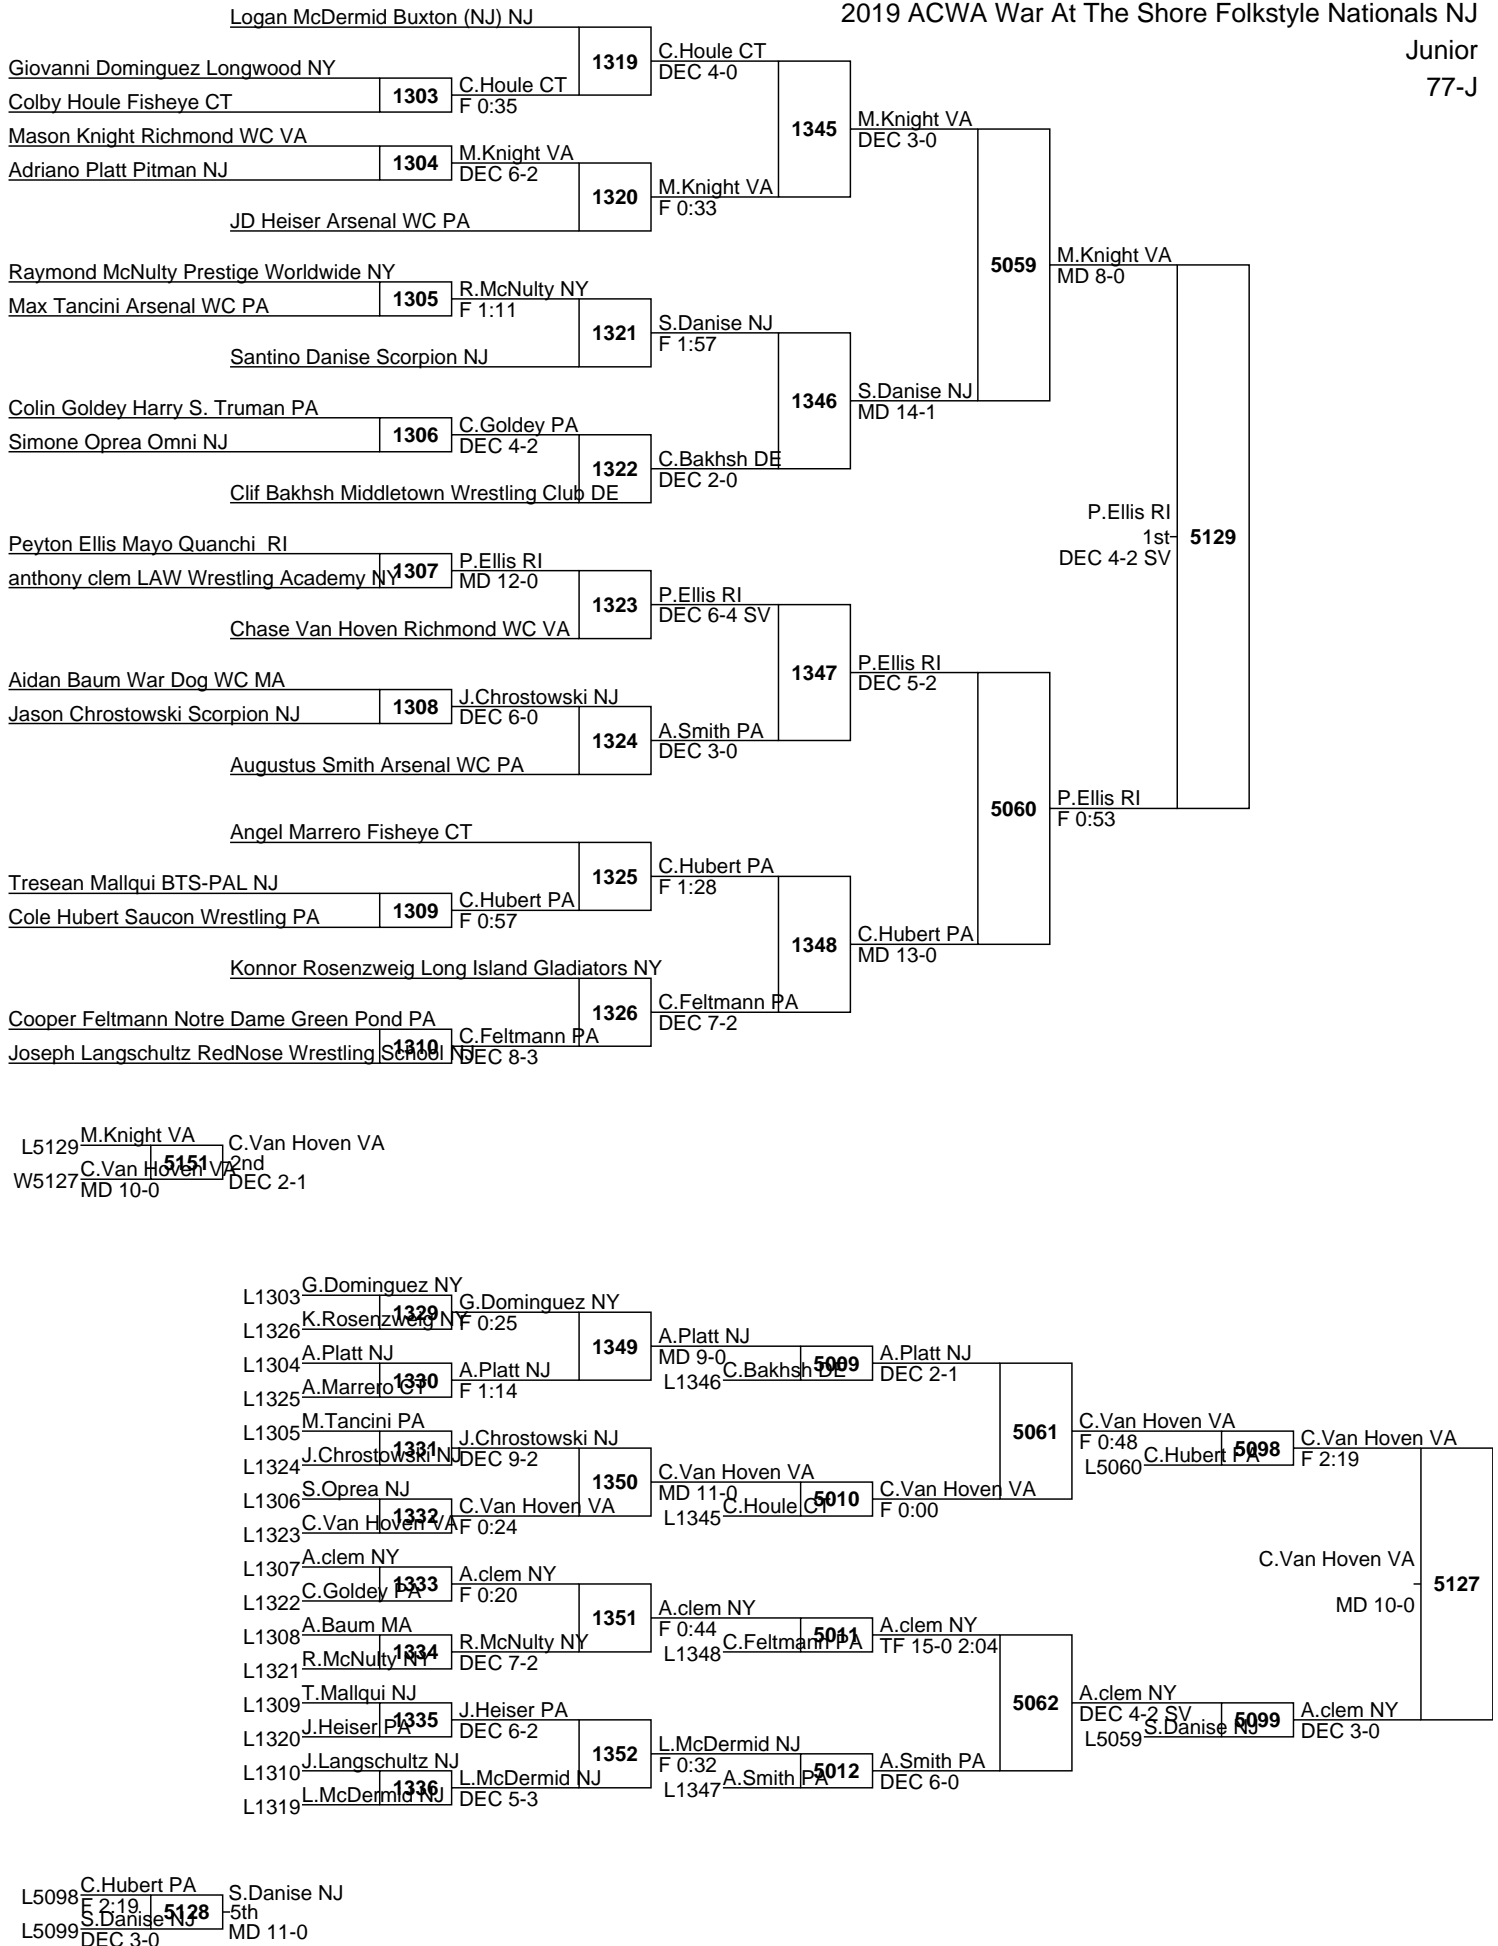 2019 ACWA War At The Shore Folkstyle Nationals NJ
Junior
77-J
Logan McDermid Buxton (NJ) NJ
1319
C.Houle CT
DEC 4-0
Giovanni Dominguez Longwood NY
Colby Houle Fisheye CT
1303
C.Houle CT
F 0:35
1345
M.Knight VA
DEC 3-0
Mason Knight Richmond WC VA
Adriano Platt Pitman NJ
1304
M.Knight VA
DEC 6-2
1320
M.Knight VA
F 0:33
JD Heiser Arsenal WC PA
5059
M.Knight VA
MD 8-0
Raymond McNulty Prestige Worldwide NY
Max Tancini Arsenal WC PA
1305
R.McNulty NY
F 1:11
1321
S.Danise NJ
F 1:57
Santino Danise Scorpion NJ
1346
S.Danise NJ
MD 14-1
Colin Goldey Harry S. Truman PA
Simone Oprea Omni NJ
1306
C.Goldey PA
DEC 4-2
1322
C.Bakhsh DE
DEC 2-0
Clif Bakhsh Middletown Wrestling Club DE
P.Ellis RI
1st
DEC 4-2 SV
5129
Peyton Ellis Mayo Quanchi  RI
anthony clem LAW Wrestling Academy NY
1307
P.Ellis RI
MD 12-0
1323
P.Ellis RI
DEC 6-4 SV
Chase Van Hoven Richmond WC VA
1347
P.Ellis RI
DEC 5-2
Aidan Baum War Dog WC MA
Jason Chrostowski Scorpion NJ
1308
J.Chrostowski NJ
DEC 6-0
1324
A.Smith PA
DEC 3-0
Augustus Smith Arsenal WC PA
5060
P.Ellis RI
F 0:53
Angel Marrero Fisheye CT
1325
C.Hubert PA
F 1:28
Tresean Mallqui BTS-PAL NJ
Cole Hubert Saucon Wrestling PA
1309
C.Hubert PA
F 0:57
1348
C.Hubert PA
MD 13-0
Konnor Rosenzweig Long Island Gladiators NY
1326
C.Feltmann PA
DEC 7-2
Cooper Feltmann Notre Dame Green Pond PA
Joseph Langschultz RedNose Wrestling School NJ
1310
C.Feltmann PA
DEC 8-3
L5129
M.Knight VA
W5127
C.Van Hoven VA
MD 10-0
5151
C.Van Hoven VA
2nd
DEC 2-1
L1303
G.Dominguez NY
L1326
K.Rosenzweig NY
1329
G.Dominguez NY
F 0:25
L1304
A.Platt NJ
L1325
A.Marrero CT
1330
A.Platt NJ
F 1:14
1349
A.Platt NJ
MD 9-0
L1346
C.Bakhsh DE
5009
A.Platt NJ
DEC 2-1
L1305
M.Tancini PA
L1324
J.Chrostowski NJ
1331
J.Chrostowski NJ
DEC 9-2
L1306
S.Oprea NJ
L1323
C.Van Hoven VA
1332
C.Van Hoven VA
F 0:24
1350
C.Van Hoven VA
MD 11-0
L1345
C.Houle CT
5010
C.Van Hoven VA
F 0:00
5061
C.Van Hoven VA
F 0:48
L5060
C.Hubert PA
5098
C.Van Hoven VA
F 2:19
L1307
A.clem NY
L1322
C.Goldey PA
1333
A.clem NY
F 0:20
L1308
A.Baum MA
L1321
R.McNulty NY
1334
R.McNulty NY
DEC 7-2
1351
A.clem NY
F 0:44
L1348
C.Feltmann PA
5011
A.clem NY
TF 15-0 2:04
C.Van Hoven VA
MD 10-0
5127
L1309
T.Mallqui NJ
L1320
J.Heiser PA
1335
J.Heiser PA
DEC 6-2
L1310
J.Langschultz NJ
L1319
L.McDermid NJ
1336
L.McDermid NJ
DEC 5-3
1352
L.McDermid NJ
F 0:32
L1347
A.Smith PA
5012
A.Smith PA
DEC 6-0
5062
A.clem NY
DEC 4-2 SV
L5059
S.Danise NJ
5099
A.clem NY
DEC 3-0
L5098
C.Hubert PA
F 2:19
L5099
S.Danise NJ
DEC 3-0
5128
S.Danise NJ
5th
MD 11-0